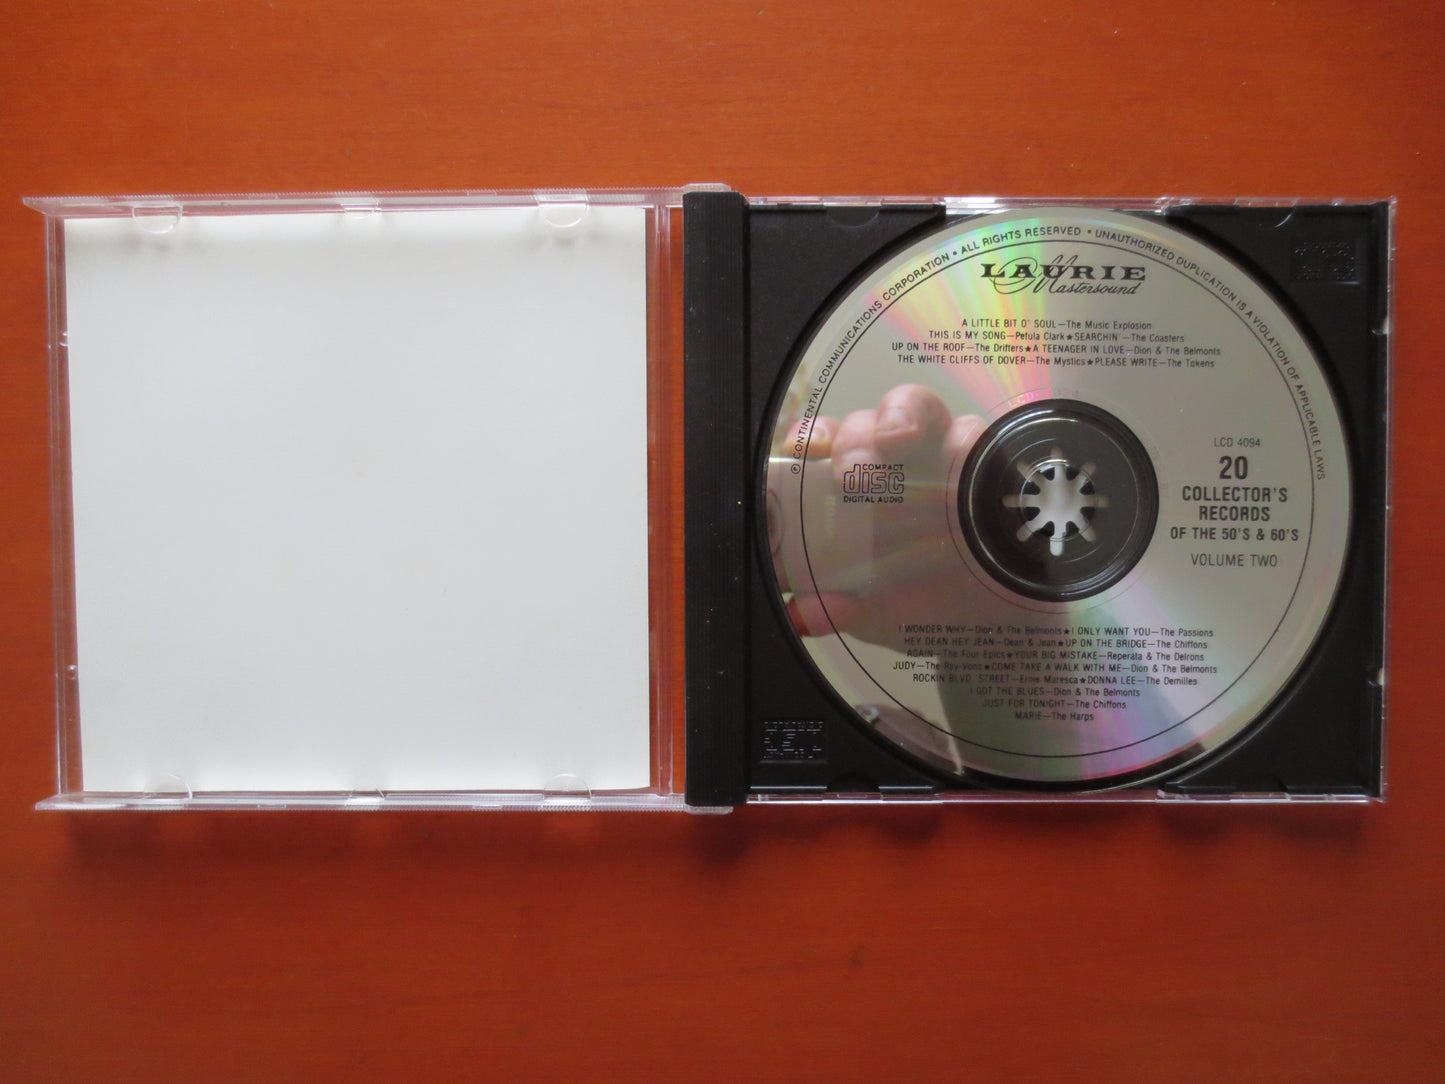 ℗ CONTINENTAL COMMUNICATIONS CORPORATION • ALL RIGHTS RESERVED • UNAUTHORIZED DUPLICATION IS A VIOLATION OF APPLICABLE LAWS
LAURIE
Mastersound
A LITTLE BIT O' SOUL—The Music Explosion
THIS IS MY SONG—Petula Clark★SEARCHIN'—The Coasters
UP ON THE ROOF—The Drifters★A TEENAGER IN LOVE—Dion & The Belmonts
THE WHITE CLIFFS OF DOVER—The Mystics★PLEASE WRITE—The Tokens
COMPACT
disc
DIGITAL AUDIO
LCD 4094
20
COLLECTOR'S
RECORDS
OF THE 50'S & 60'S
VOLUME TWO
I WONDER WHY—Dion & The Belmonts★I ONLY WANT YOU—The Passions
HEY DEAN HEY JEAN—Dean & Jean★UP ON THE BRIDGE—The Chiffons
AGAIN—The Four Epics★YOUR BIG MISTAKE—Reperata & The Delrons
JUDY—The Ray-Vons★COME TAKE A WALK WITH ME—Dion & The Belmonts
ROCKIN BLVD. STREET—Ernie Maresca★DONNA LEE—The Demilles
I GOT THE BLUES—Dion & The Belmonts
JUST FOR TONIGHT—The Chiffons
MARIE—The Harps